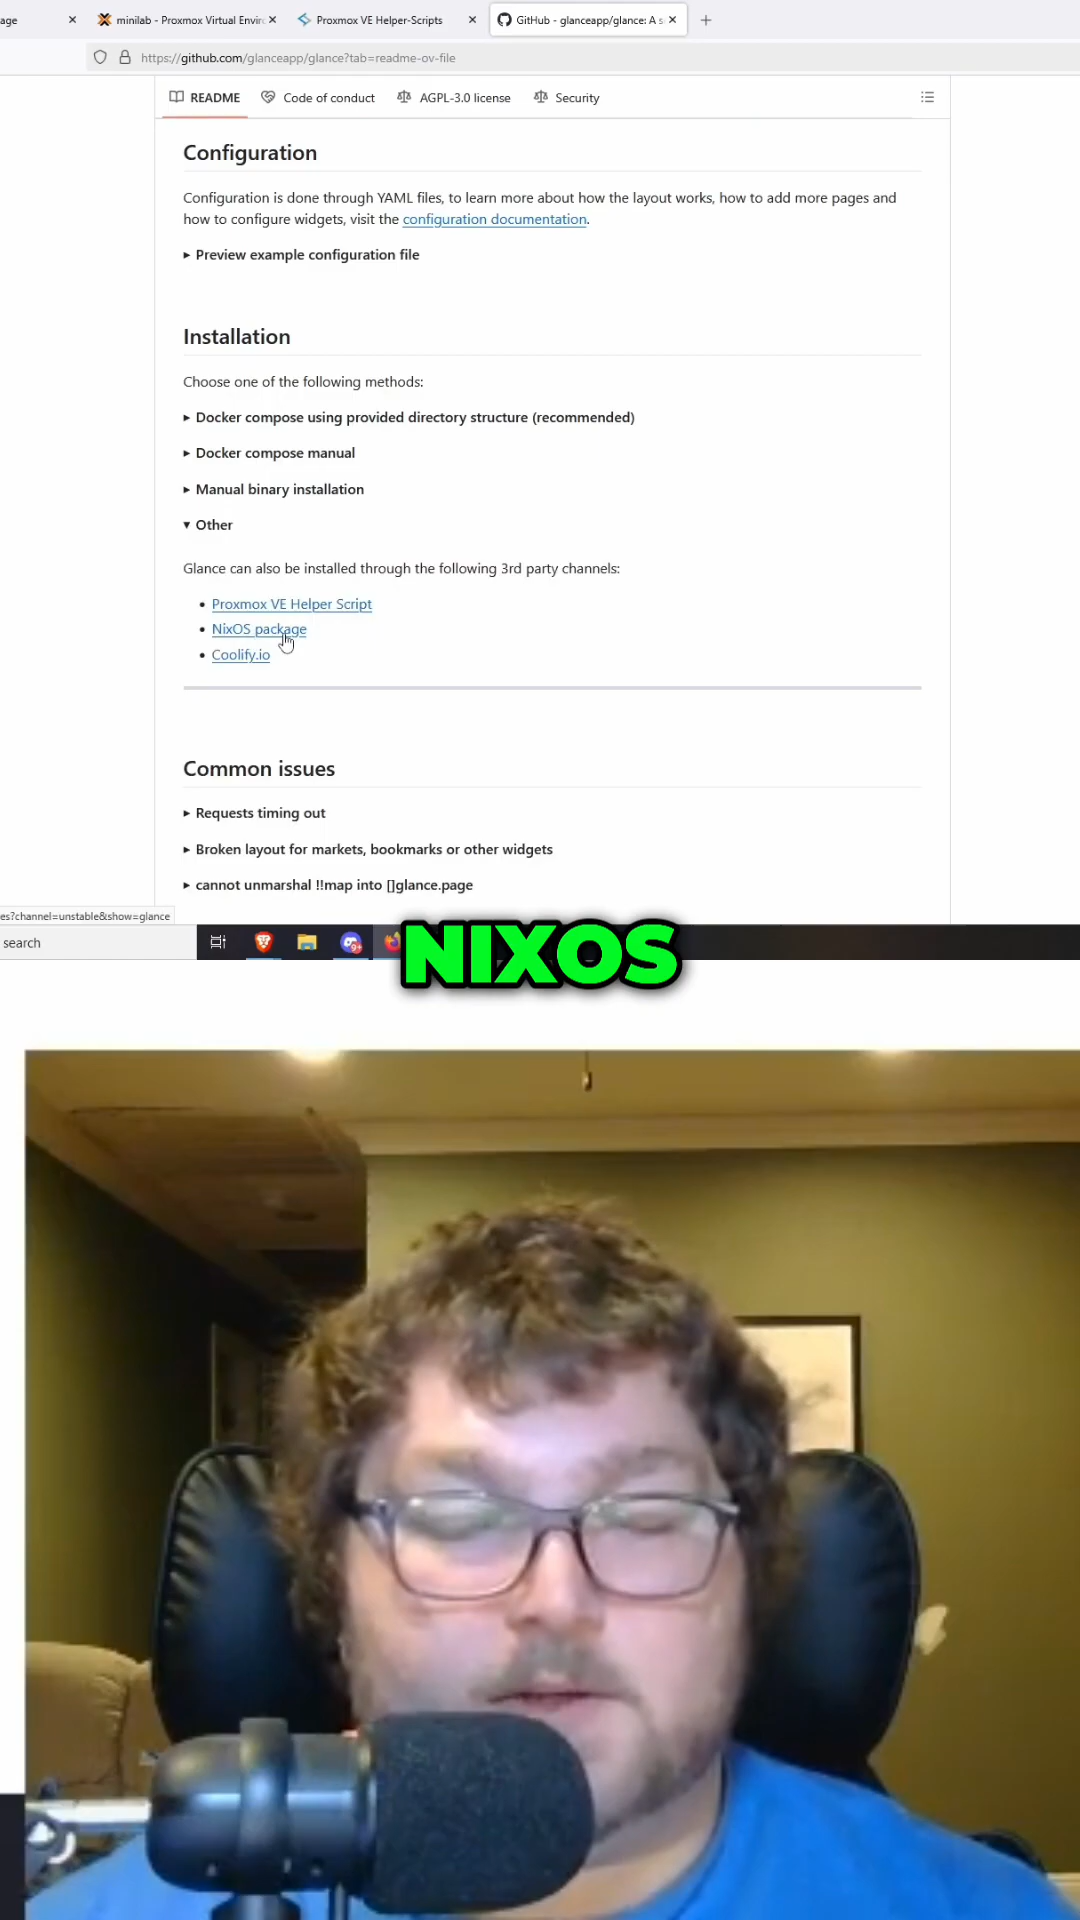 age
minilab - Proxmox Virtual Envir
Proxmox VE Helper-Scripts
GitHub - glanceapp/glance: A s
https://github.com/glanceapp/glance?tab=readme-ov-file
README
Code of conduct
AGPL-3.0 license
Security
Configuration
Configuration is done through YAML files, to learn more about how the layout works, how to add more pages and
how to configure widgets, visit the configuration documentation.
Preview example configuration file
Installation
Choose one of the following methods:
Docker compose using provided directory structure (recommended)
Docker compose manual
Manual binary installation
Other
Glance can also be installed through the following 3rd party channels:
Proxmox VE Helper Script
NixOS package
Coolify.io
Common issues
Requests timing out
Broken layout for markets, bookmarks or other widgets
cannot unmarshal !!map into []glance.page
es?channel=unstable&show=glance
search
9+
NIXOS